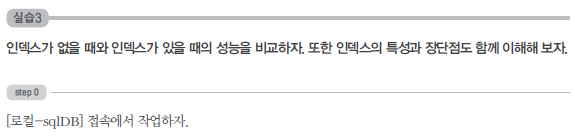 실습3
인덱스가 없을 때와 인덱스가 있을 때의 성능을 비교하자. 또한 인덱스의 특성과 장단점도 함께 이해해 보자.
step 0
[로컬-sqlDB] 접속에서 작업하자.